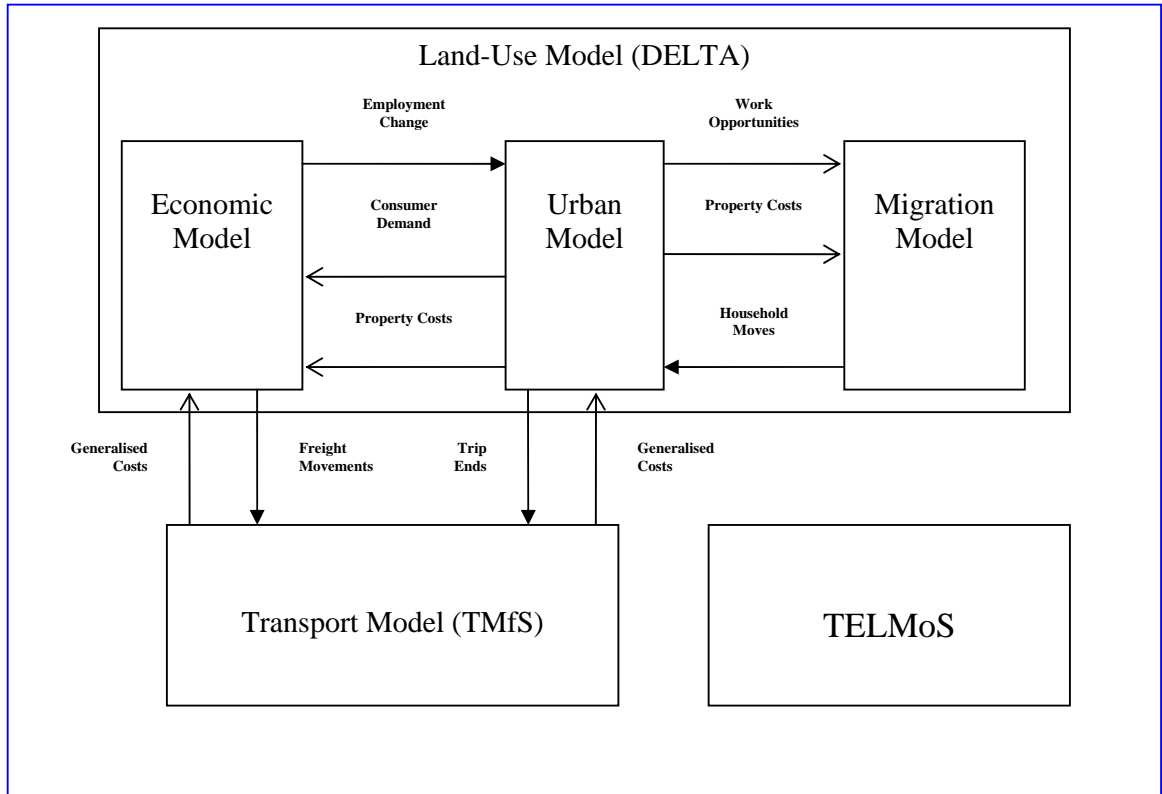 Land-Use Model (DELTA)
Employment
Change
Work
Opportunities
Economic
Model
Consumer
Demand
Urban
Model
Property Costs
Migration
Model
Property Costs
Household
Moves
Generalised
Costs
Freight
Movements
Trip
Ends
Generalised
Costs
Transport Model (TMfS)
TELMoS